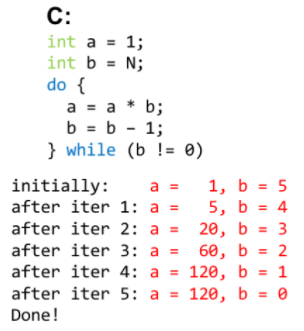 C:
int a = 1;
int b = N;
do {
  a = a * b;
  b = b - 1;
} while (b != 0)
initially:    a =   1, b = 5
after iter 1: a =   5, b = 4
after iter 2: a =  20, b = 3
after iter 3: a =  60, b = 2
after iter 4: a = 120, b = 1
after iter 5: a = 120, b = 0
Done!